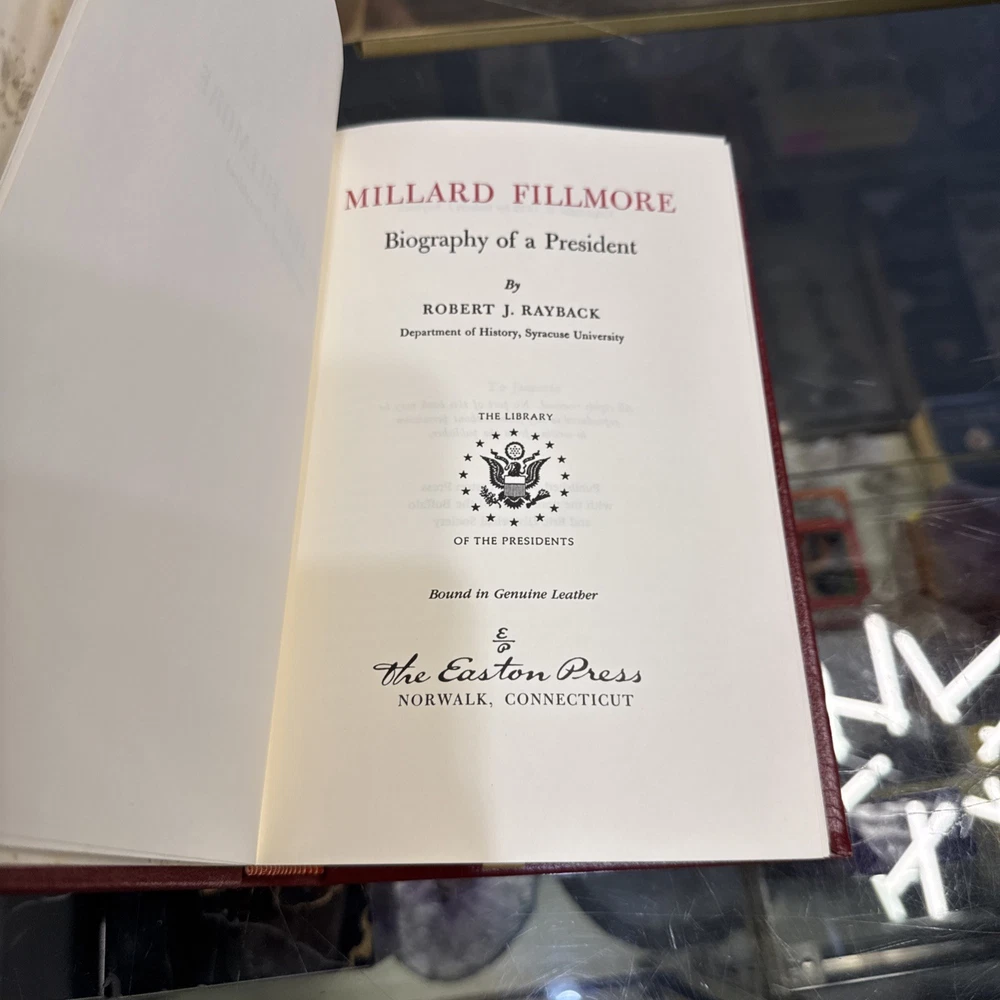 MILLARD FILLMORE
Biography of a President
By
ROBERT J. RAYBACK
Department of History, Syracuse University
THE LIBRARY
OF THE PRESIDENTS
Bound in Genuine Leather
E
P
The Easton Press
NORWALK, CONNECTICUT